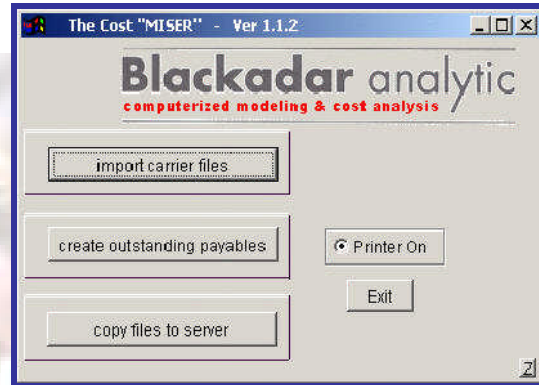 The Cost "MISER" - Ver 1.1.2
Blackadar analytic
computerized modeling & cost analysis
import carrier files
create outstanding payables
Printer On
Exit
copy files to server
Z